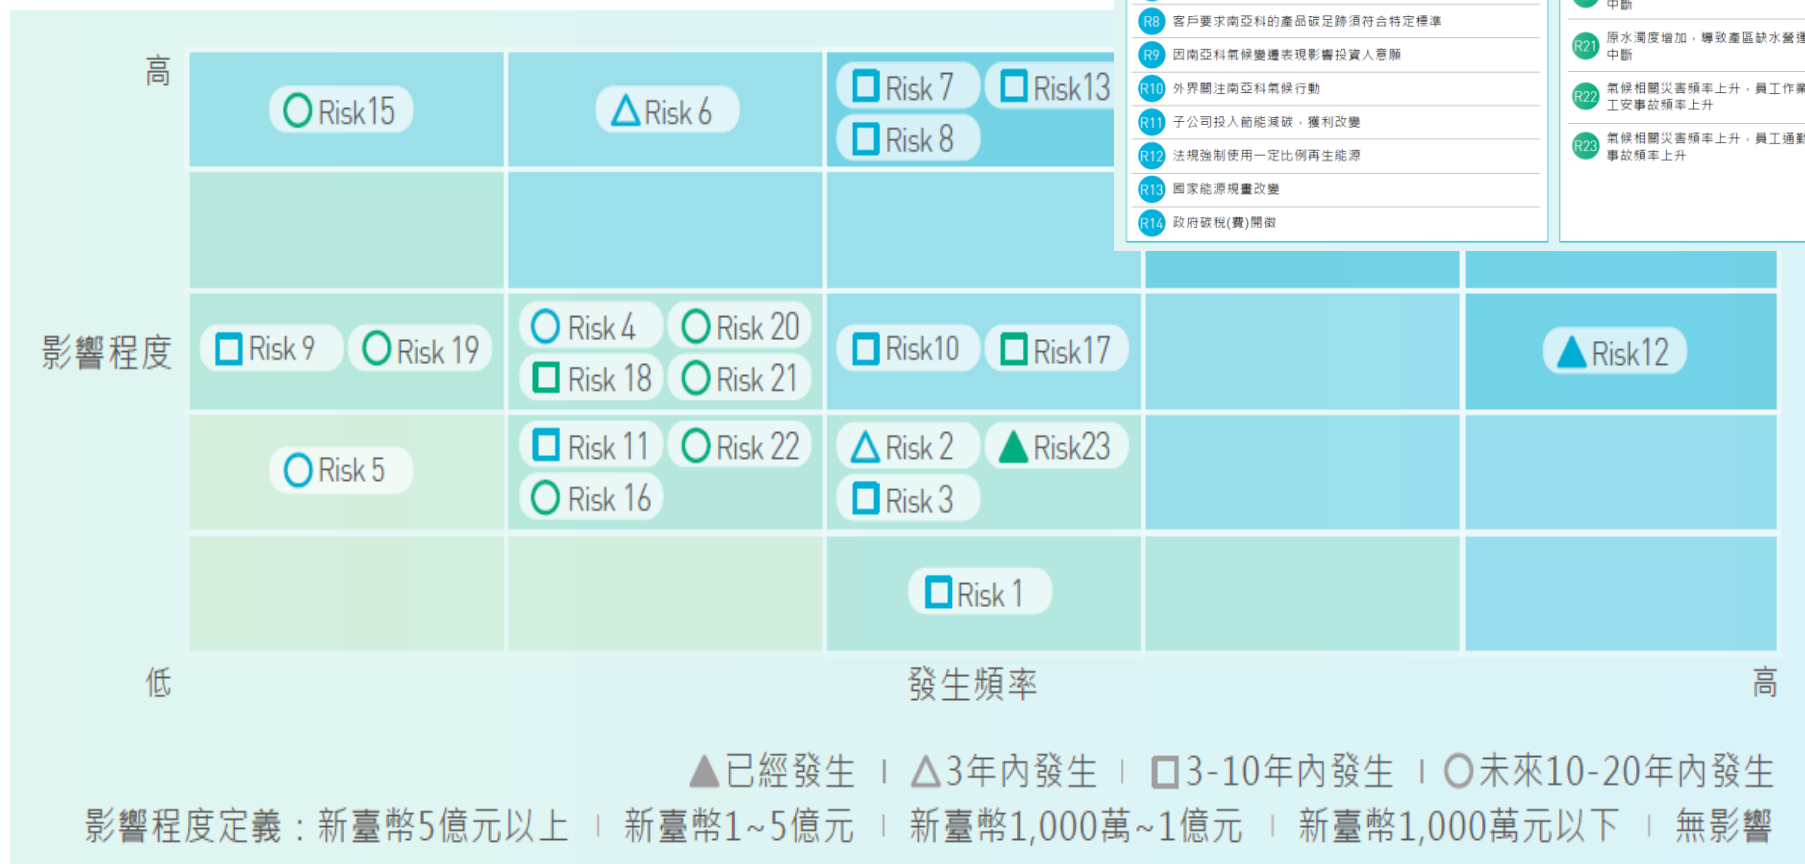 中斷
R8 客戶要求南亞科的產品碳足跡須符合特定標準
R9 因南亞科氣候變遷表現影響投資人意願
R10 外界關注南亞科氣候行動
R11 子公司投入節能減碳，獲利改變
R12 法規強制使用一定比例再生能源
R13 國家能源規畫改變
R14 政府碳稅(費)開徵
R21 原水濁度增加，導致產區缺水營運
中斷
R22 氣候相關災害頻率上升，員工作業
工安事故頻率上升
R23 氣候相關災害頻率上升，員工通勤
事故頻率上升
高
Risk15
Risk 6
Risk 7 Risk13
Risk 8
影響程度
Risk 9 Risk 19
Risk 4 Risk 20
Risk 18 Risk 21
Risk10 Risk17
Risk12
Risk 5
Risk 11 Risk 22
Risk 16
Risk 2 Risk23
Risk 3
Risk 1
低 發生頻率 高
▲已經發生 | △3年內發生 | □3-10年內發生 | ○未來10-20年內發生
影響程度定義：新臺幣5億元以上 | 新臺幣1~5億元 | 新臺幣1,000萬~1億元 | 新臺幣1,000萬元以下 | 無影響